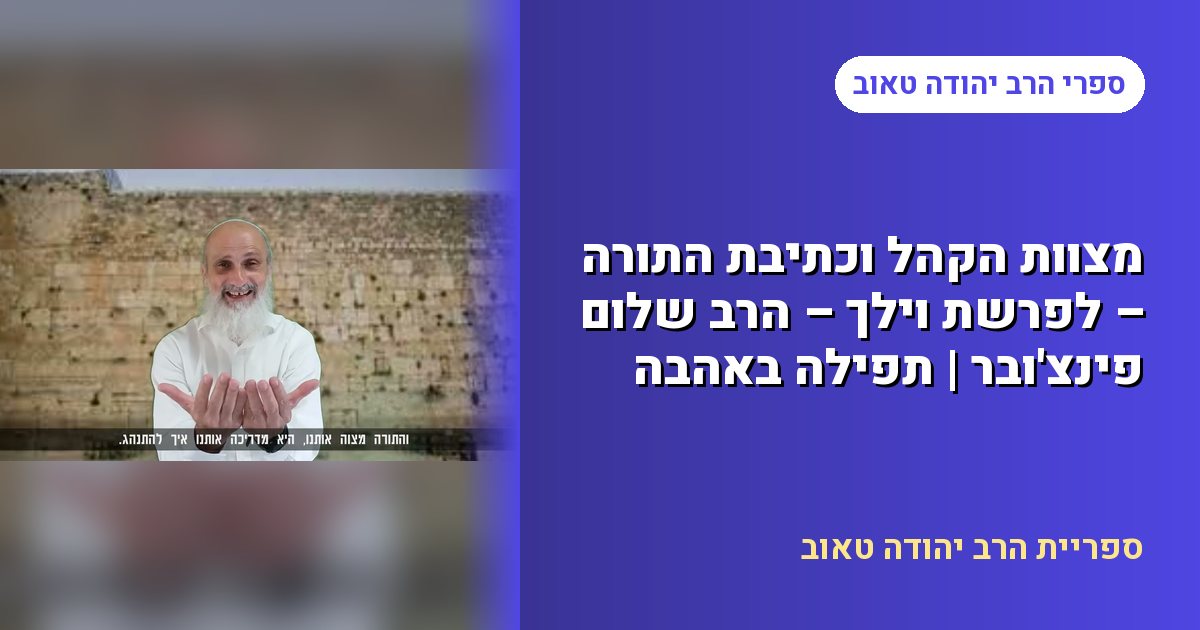 ספרי הרב יהודה טאוב
מצוות הקהל וכתיבת התורה
– לפרשת וילך – הרב שלום
פינצ'ובר | תפילה באהבה
והתורה מצוה אותנו, היא מדריכה אותנו איך להתנהג.
ספריית הרב יהודה טאוב